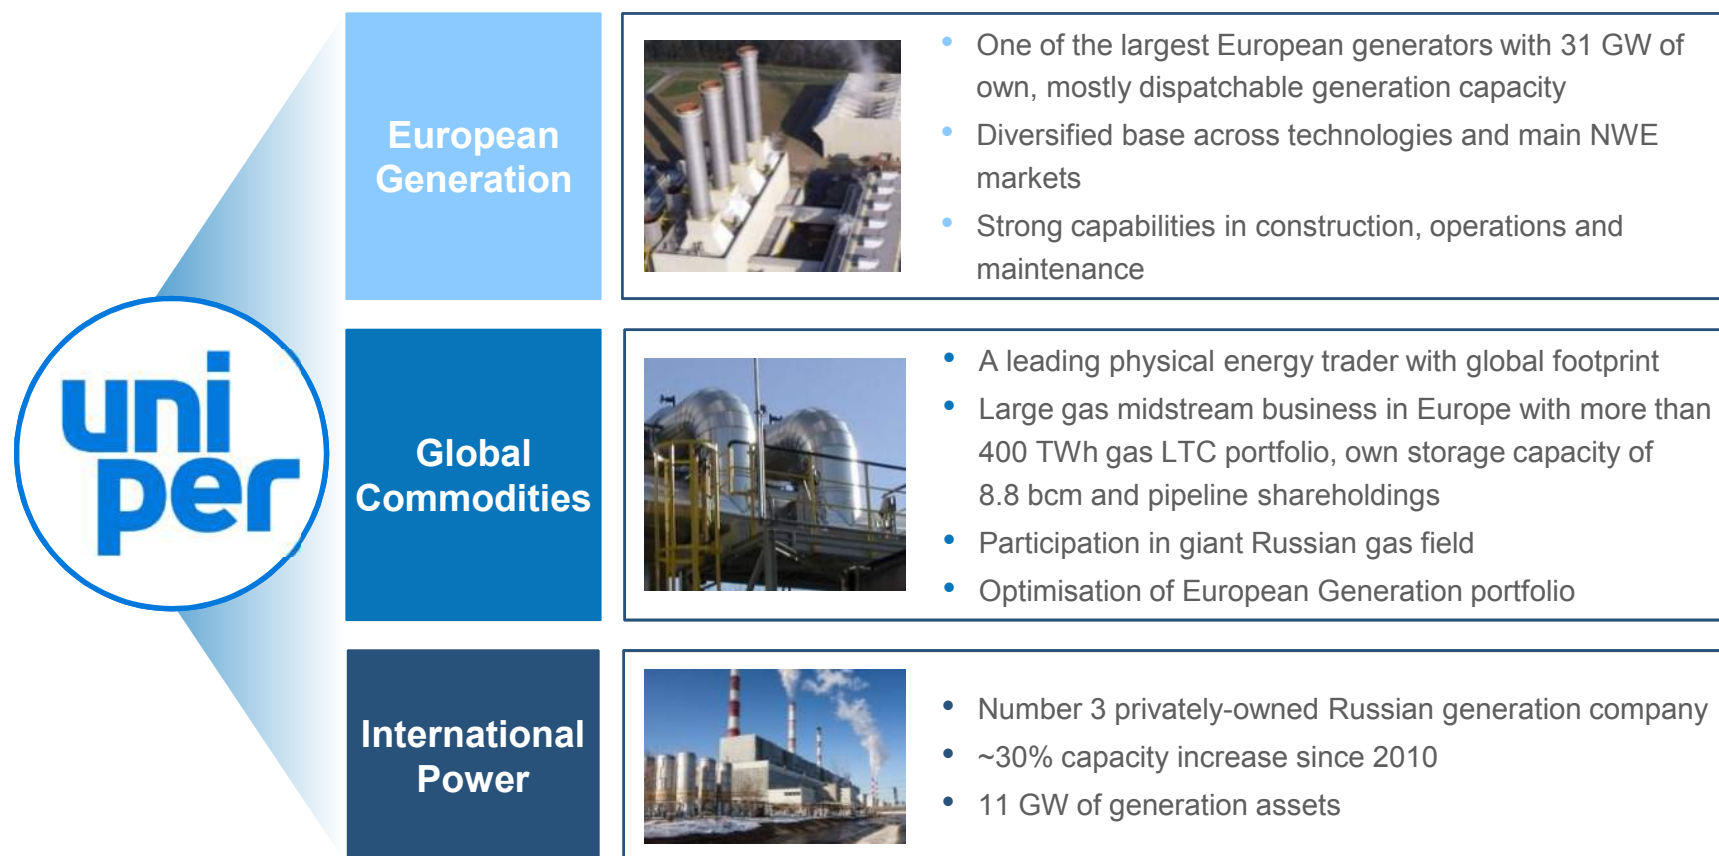 uni
per
European
Generation
One of the largest European generators with 31 GW of
own, mostly dispatchable generation capacity
Diversified base across technologies and main NWE
markets
Strong capabilities in construction, operations and
maintenance
Global
Commodities
A leading physical energy trader with global footprint
Large gas midstream business in Europe with more than
400 TWh gas LTC portfolio, own storage capacity of
8.8 bcm and pipeline shareholdings
Participation in giant Russian gas field
Optimisation of European Generation portfolio
International
Power
Number 3 privately-owned Russian generation company
~30% capacity increase since 2010
11 GW of generation assets